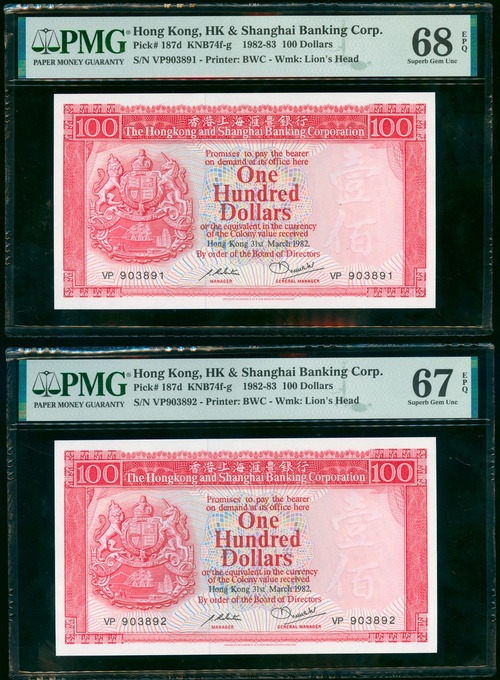 PMG
PAPER MONEY GUARANTY
Hong Kong, HK & Shanghai Banking Corp.
Pick# 187d KNB74f-g 1982-83 100 Dollars
S/N VP903891 - Printer: BWC - Wmk: Lion's Head
68 EPQ
Superb Gem Unc
香港上海滙豐銀行
100 The Hongkong and Shanghai Banking Corporation 100
Promises to pay the bearer
on demand at its office here
One
Hundred
Dollars
or the equivalent in the currency
of the Colony value received
Hong Kong 31st March 1982.
By order of the Board of Directors
壹佰
VP 903891
VP 903891
MANAGER
GENERAL MANAGER
PMG
PAPER MONEY GUARANTY
Hong Kong, HK & Shanghai Banking Corp.
Pick# 187d KNB74f-g 1982-83 100 Dollars
S/N VP903892 - Printer: BWC - Wmk: Lion's Head
67 EPQ
Superb Gem Unc
香港上海滙豐銀行
100 The Hongkong and Shanghai Banking Corporation 100
Promises to pay the bearer
on demand at its office here
One
Hundred
Dollars
or the equivalent in the currency
of the Colony value received
Hong Kong 31st March 1982.
By order of the Board of Directors
壹佰
VP 903892
VP 903892
MANAGER
GENERAL MANAGER